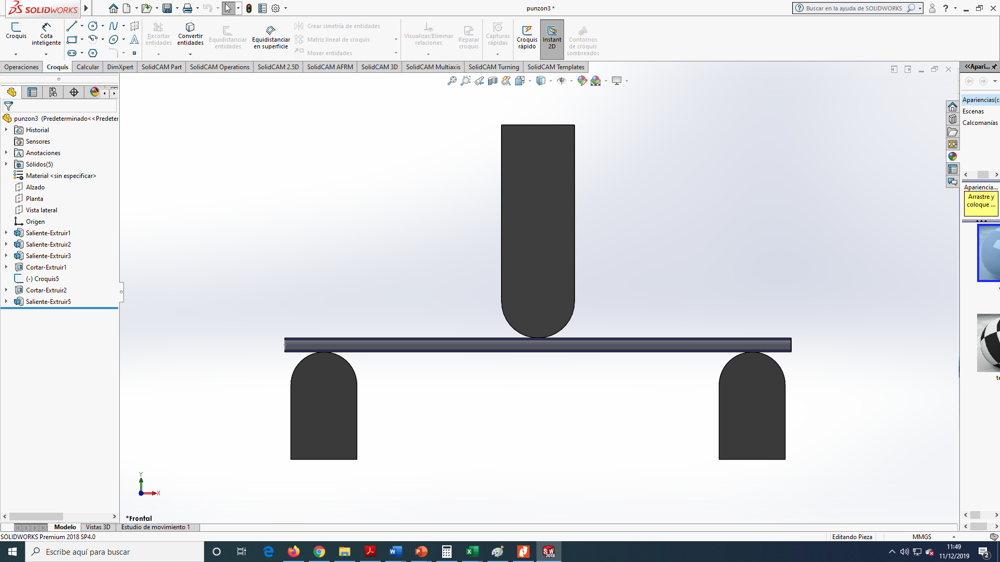 SOLIDWORKS
punzon3 *
Buscar en la ayuda de SOLIDWORKS
Croquis
Cota inteligente
Recortar entidades
Convertir entidades
Equidistanciar entidades
Equidistanciar en superficie
Crear simetría de entidades
Matriz lineal de croquis
Mover entidades
Visualizar/Eliminar relaciones
Reparar croquis
Capturas rápidas
Croquis rápido
Instant 2D
Contornos de croquis sombreados
Operaciones
Croquis
Calcular
DimXpert
SolidCAM Part
SolidCAM Operations
SolidCAM 2.5D
SolidCAM AFRM
SolidCAM 3D
SolidCAM Multiaxis
SolidCAM Turning
SolidCAM Templates
punzon3 (Predeterminado<<Predeter
Historial
Sensores
Anotaciones
Sólidos(5)
Material <sin especificar>
Alzado
Planta
Vista lateral
Origen
Saliente-Extruir1
Saliente-Extruir2
Saliente-Extruir3
Cortar-Extruir1
(-) Croquis5
Cortar-Extruir2
Saliente-Extruir5
Y
X
*Frontal
Apari...
Apariencias(c
Escenas
Calcomanías
Apariencia...
Arrastre y
coloque ...
te
Modelo
Vistas 3D
Estudio de movimiento 1
SOLIDWORKS Premium 2018 SP4.0
Editando Pieza
MMGS
Escribe aquí para buscar
SW
2018
11:49
11/12/2019
2